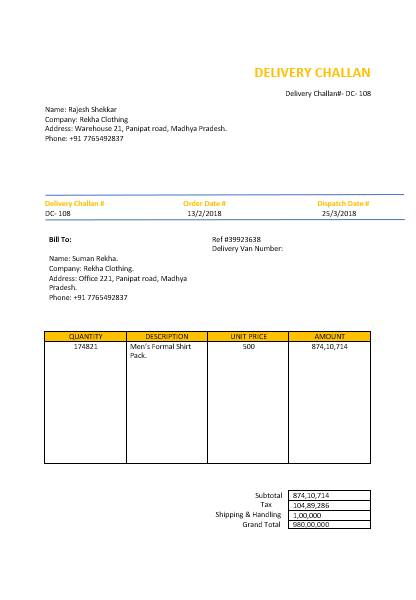 DELIVERY CHALLAN
Delivery Challan#- DC- 108
Name: Rajesh Shekkar
Company: Rekha Clothing
Address: Warehouse 21, Panipat road, Madhya Pradesh.
Phone: +91 7765492837
Delivery Challan # Order Date # Dispatch Date #
DC- 108 13/2/2018 25/3/2018
Bill To:
Name: Suman Rekha.
Company: Rekha Clothing.
Address: Office 221, Panipat road, Madhya
Pradesh.
Phone: +91 7765492837
Ref #39923638
Delivery Van Number:
QUANTITY DESCRIPTION UNIT PRICE AMOUNT
174821 Men's Formal Shirt 500 874,10,714
Pack.
Subtotal 874,10,714
Tax 104,89,286
Shipping & Handling 1,00,000
Grand Total 980,00,000